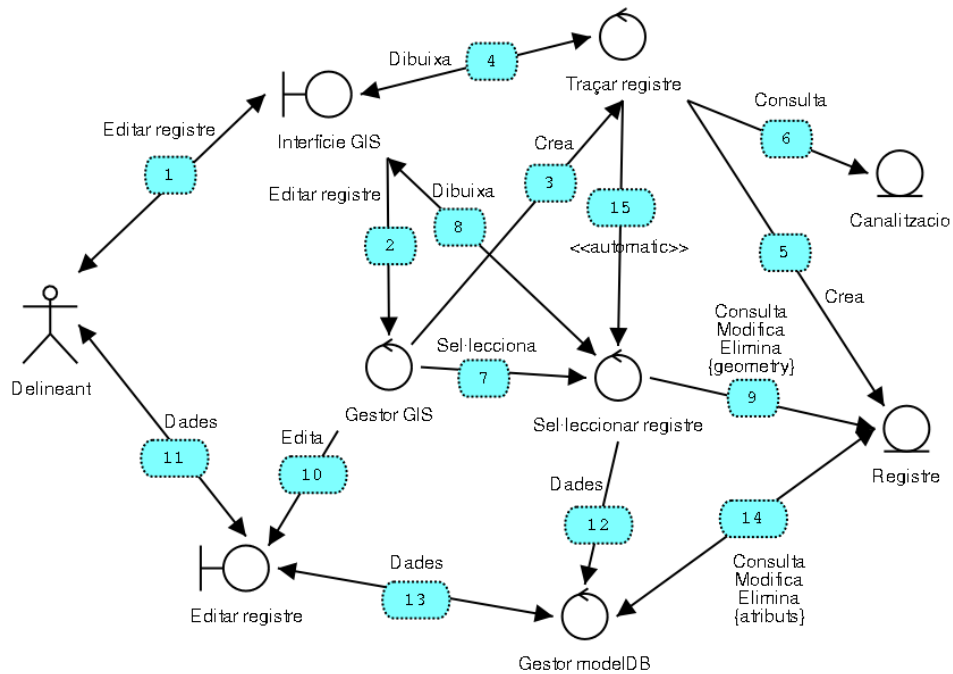 Dibuixa
4
Traçar registre
Consulta
6
Editar registre
1
Interfície GIS
Crea
3
Editar registre
2
Dibuixa
8
15
<<automatic>>
Canalitzacio
5
Crea
Delineant
Sel·lecciona
7
Gestor GIS
Consulta
Modifica
Elimina
{geometry}
9
Sel·leccionar registre
Registre
Dades
11
Edita
10
Dades
12
14
Consulta
Modifica
Elimina
{atributs}
Dades
13
Editar registre
Gestor modelDB